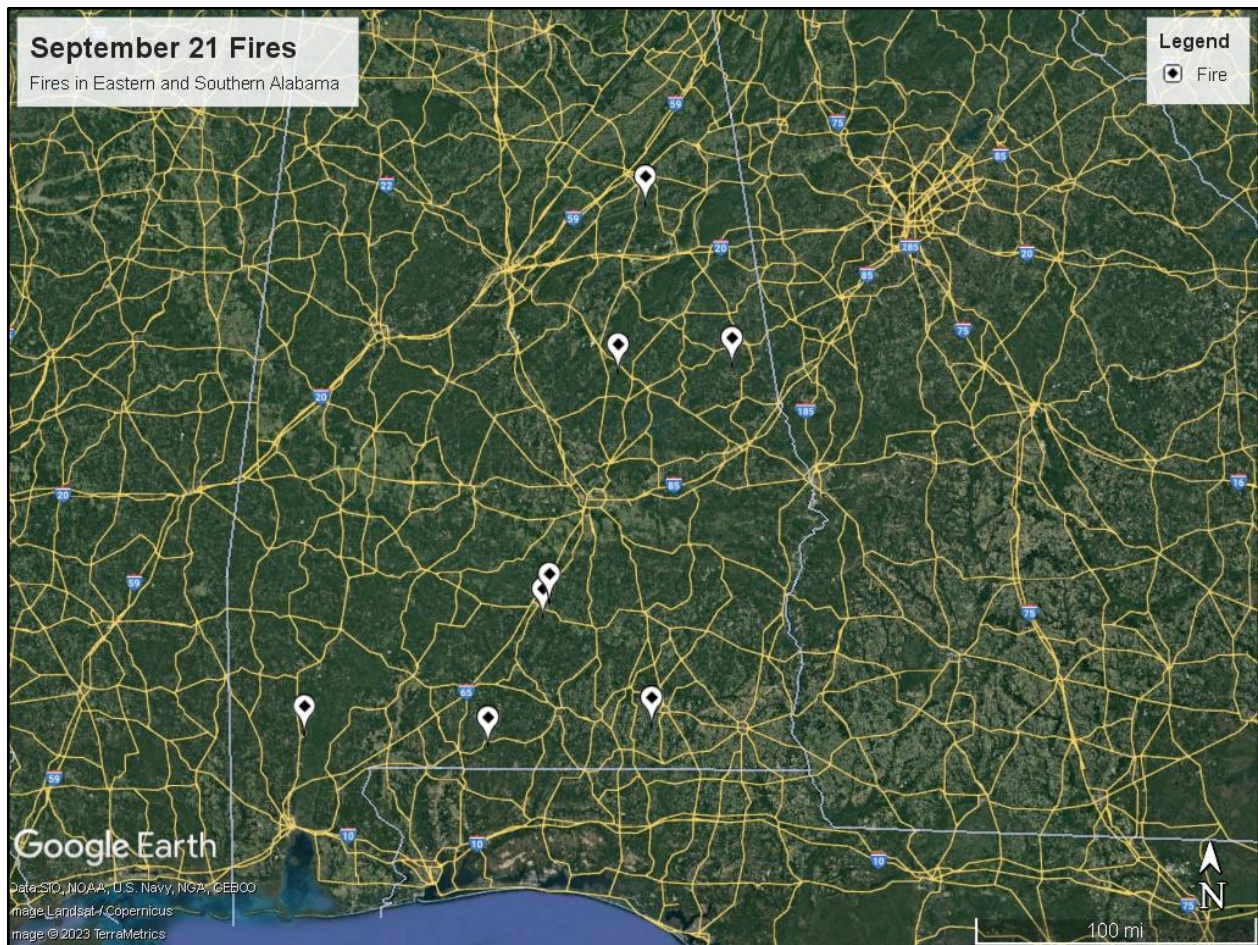 September 21 Fires
Fires in Eastern and Southern Alabama
Legend
Fire
59
75
85
22
59
20
85
285
20
75
20
185
20
85
16
59
75
65
59
10
10
10
75
Google Earth
Data SIO, NOAA, U.S. Navy, NGA, GEBCO
mage Landsat / Copernicus
mage © 2023 TerraMetrics
N
100 mi